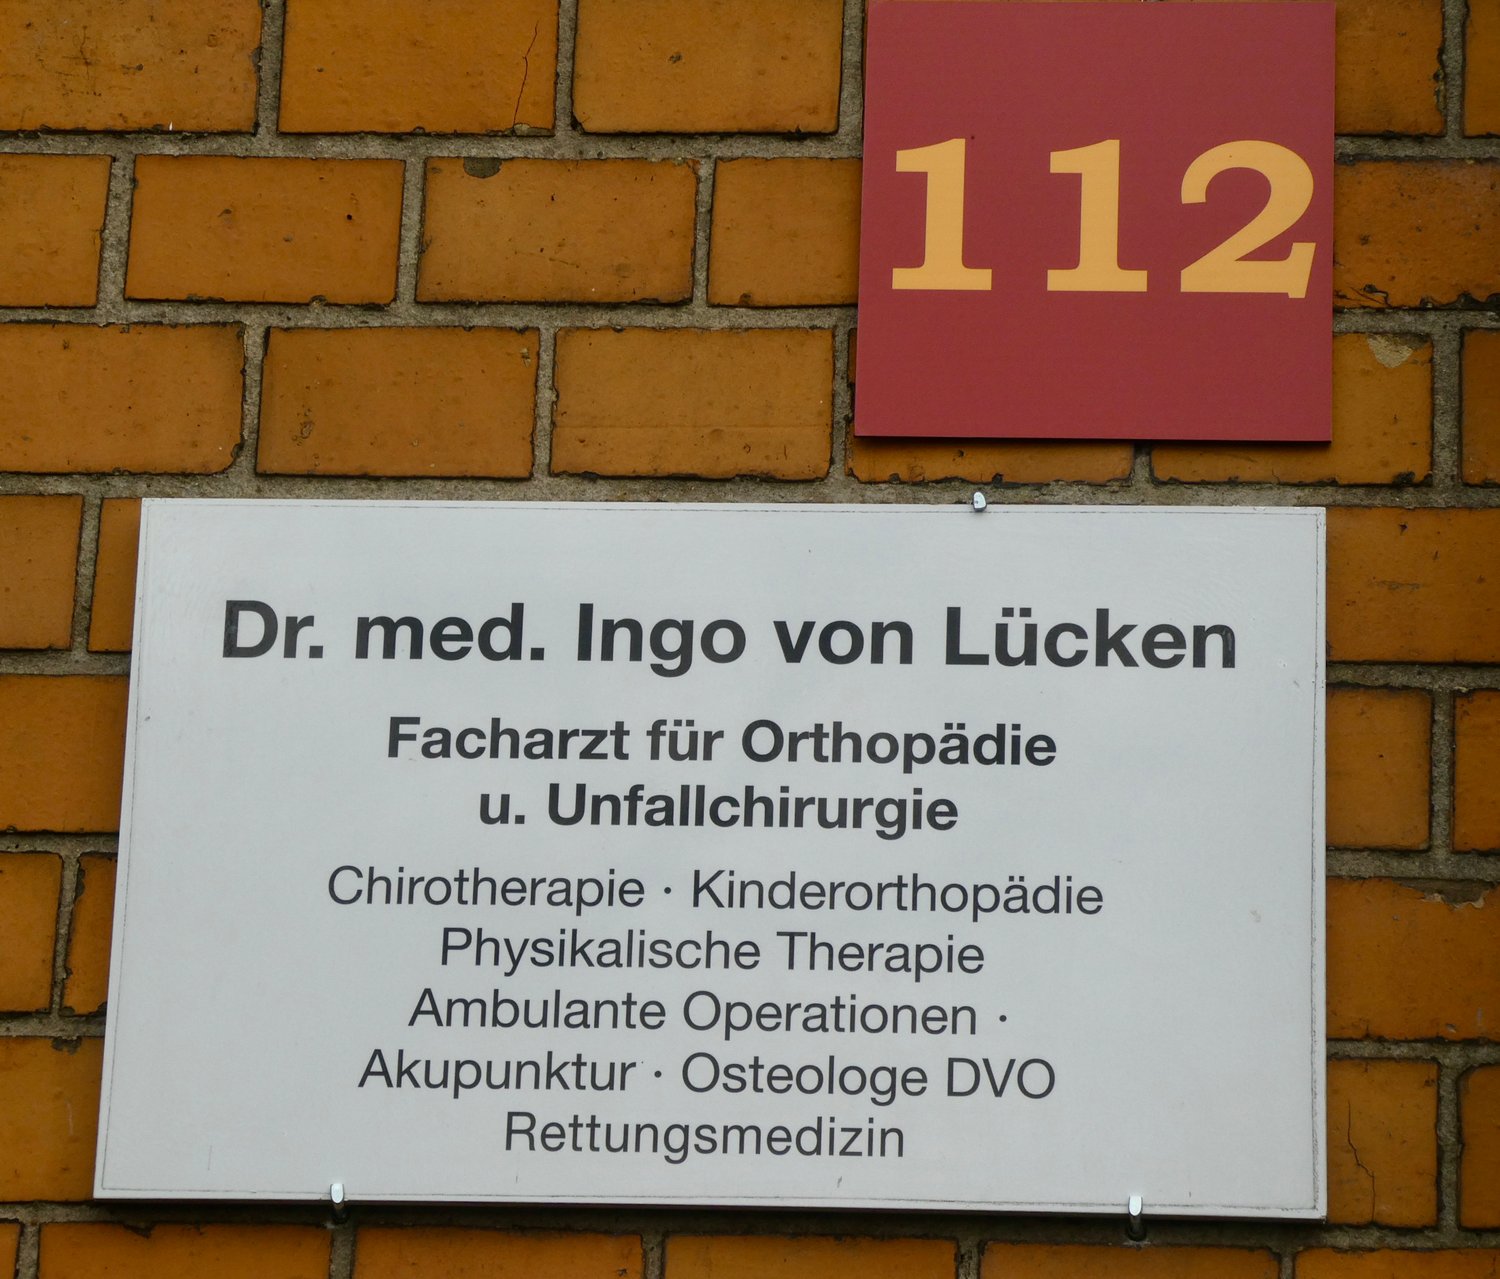 112
Dr. med. Ingo von Lücken
Facharzt für Orthopädie
u. Unfallchirurgie
Chirotherapie · Kinderorthopädie
Physikalische Therapie
Ambulante Operationen ·
Akupunktur · Osteologe DVO
Rettungsmedizin